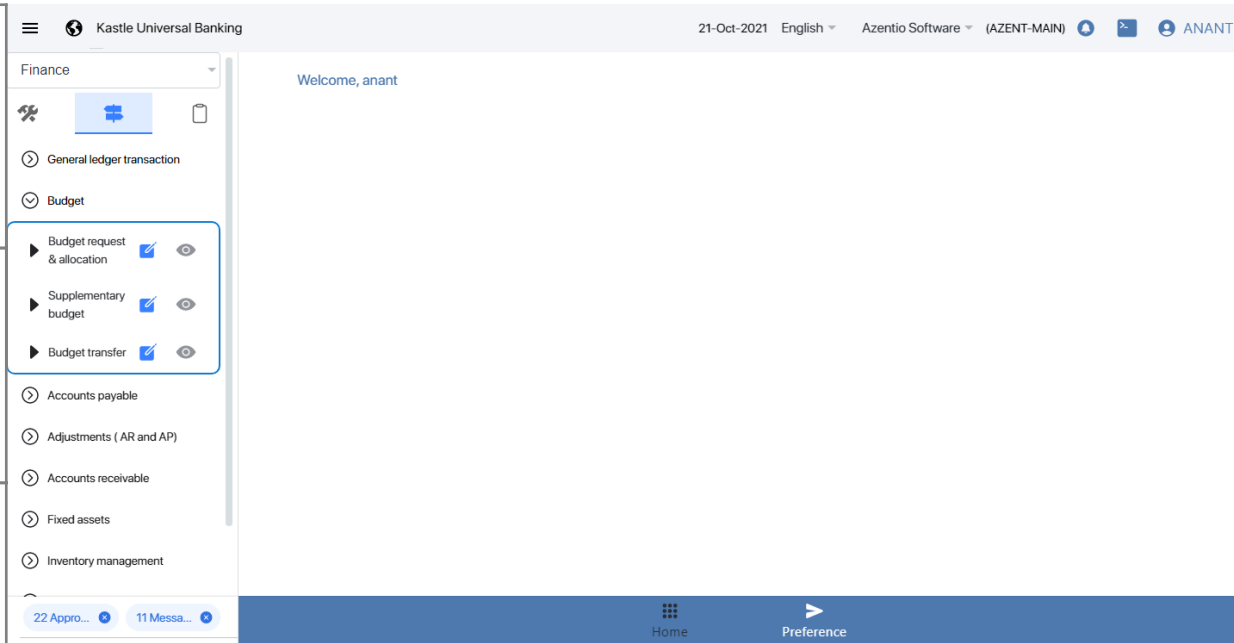 Kastle Universal Banking 21-Oct-2021 English Azentio Software (AZENT-MAIN) >_ ANANT
Finance
Welcome, anant
General ledger transaction
Budget
Budget request
& allocation
Supplementary
budget
Budget transfer
Accounts payable
Adjustments ( AR and AP)
Accounts receivable
Fixed assets
Inventory management
22 Appro... 11 Messa...
Home Preference